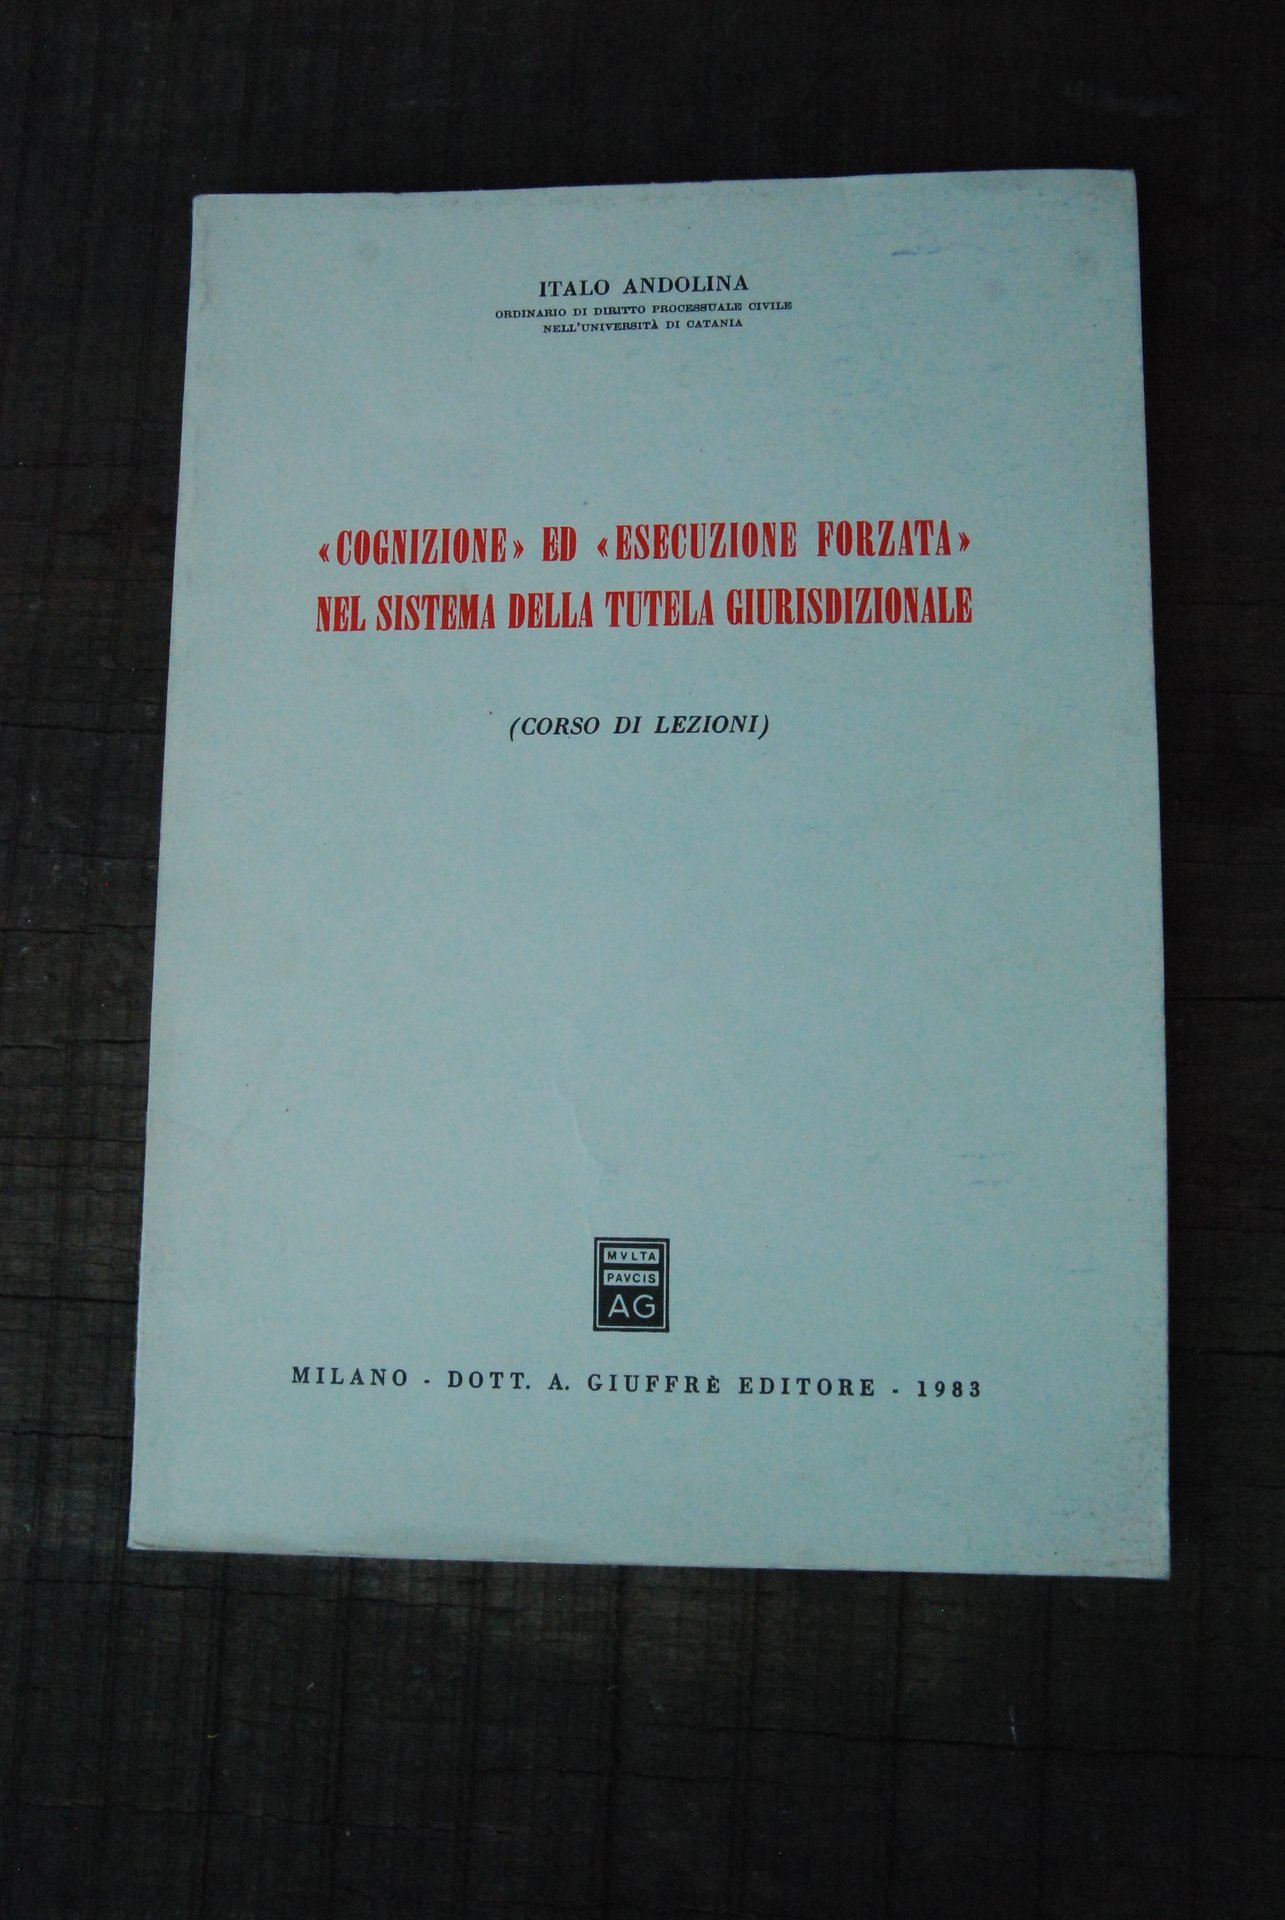 ITALO ANDOLINA
ORDINARIO DI DIRITTO PROCESSUALE CIVILE
NELL'UNIVERSITÀ DI CATANIA
«COGNIZIONE» ED «ESECUZIONE FORZATA»
NEL SISTEMA DELLA TUTELA GIURISDIZIONALE
(CORSO DI LEZIONI)
MVLTA
PAVCIS
AG
MILANO - DOTT. A. GIUFFRÈ EDITORE - 1983